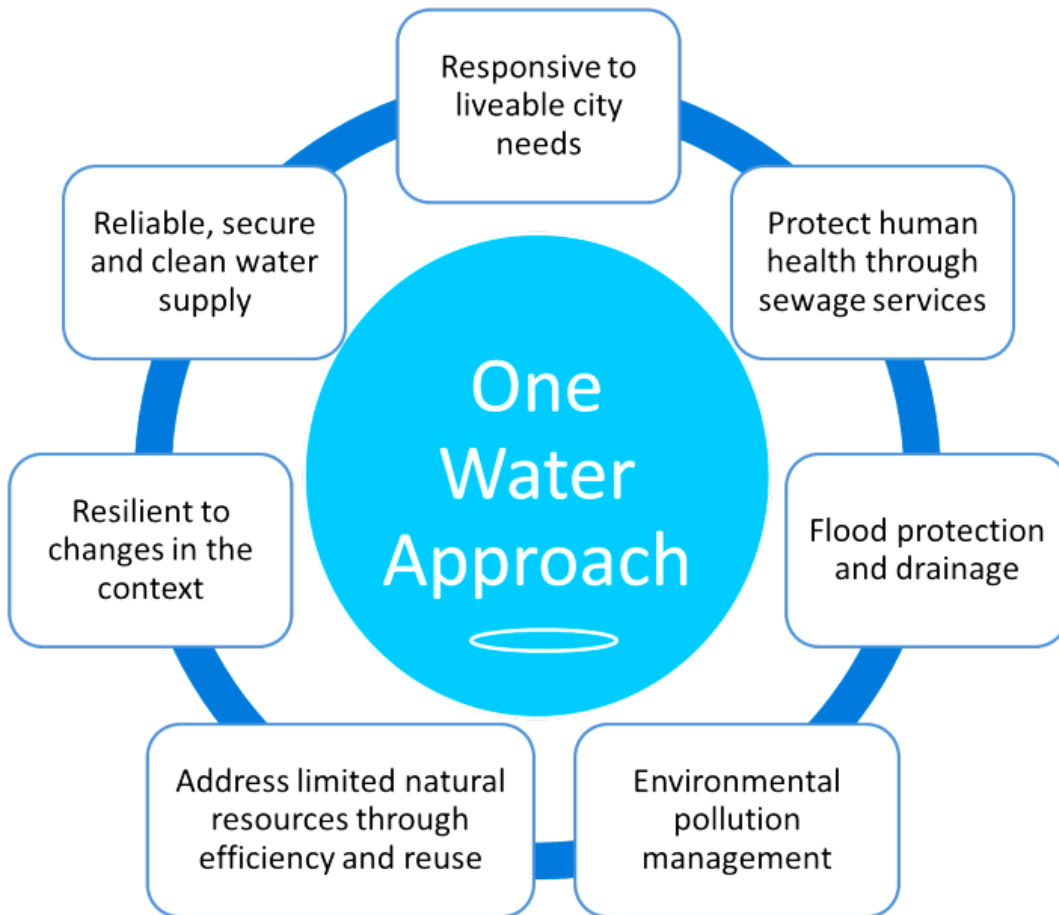 Responsive to
liveable city
needs
Protect human
health through
sewage services
Flood protection
and drainage
Environmental
pollution
management
Address limited natural
resources through
efficiency and reuse
Resilient to
changes in the
context
Reliable, secure
and clean water
supply
One
Water
Approach